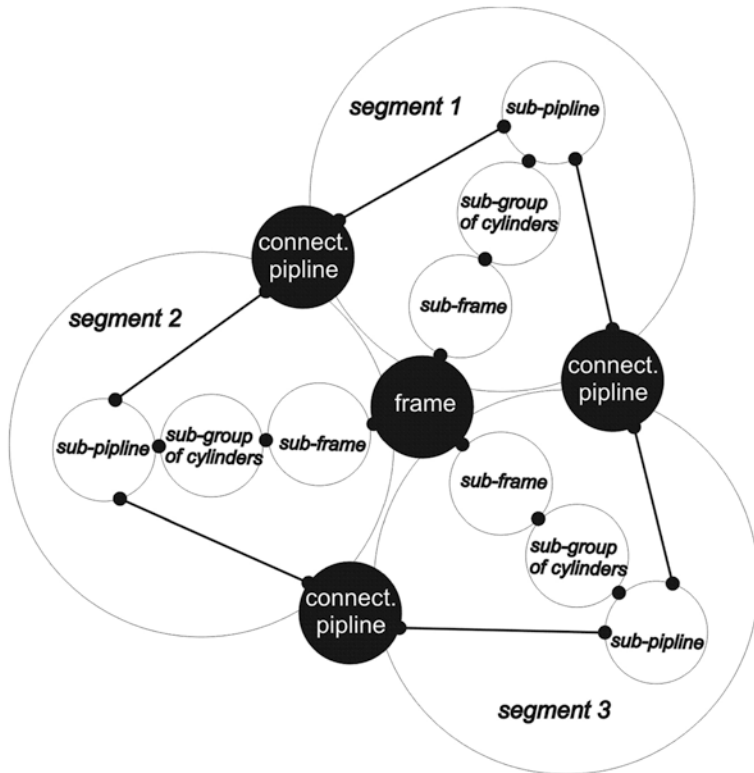 segment 1
sub-pipline
sub-group
of cylinders
sub-frame
connect.
pipline
segment 2
connect.
pipline
frame
sub-pipline
sub-group
of cylinders
sub-frame
sub-frame
sub-group
of cylinders
connect.
pipline
sub-pipline
segment 3